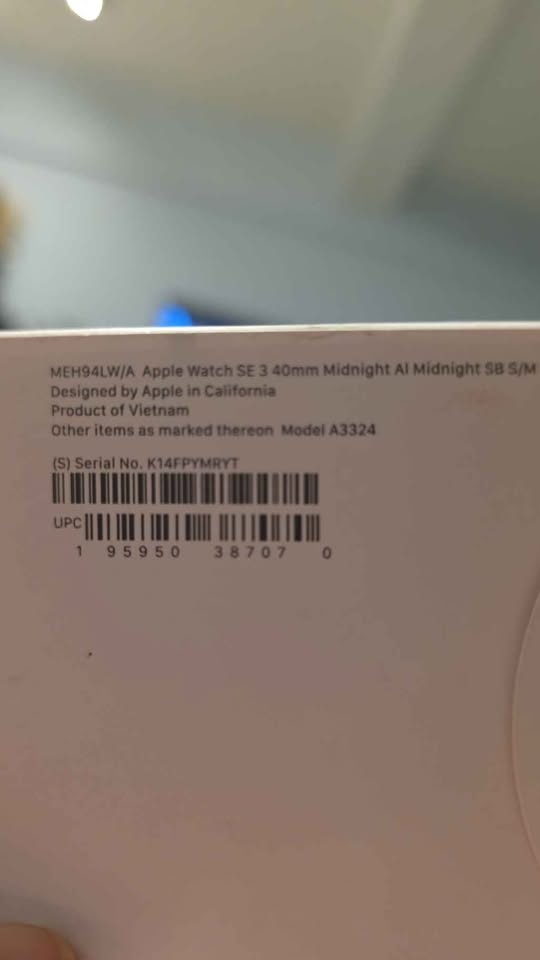 MEH94LW/A Apple Watch SE 3 40mm Midnight Al Midnight SB S/M
Designed by Apple in California
Product of Vietnam
Other items as marked thereon Model A3324
(S) Serial No. K14FPYMRYT
UPC
1 95950 38707 0